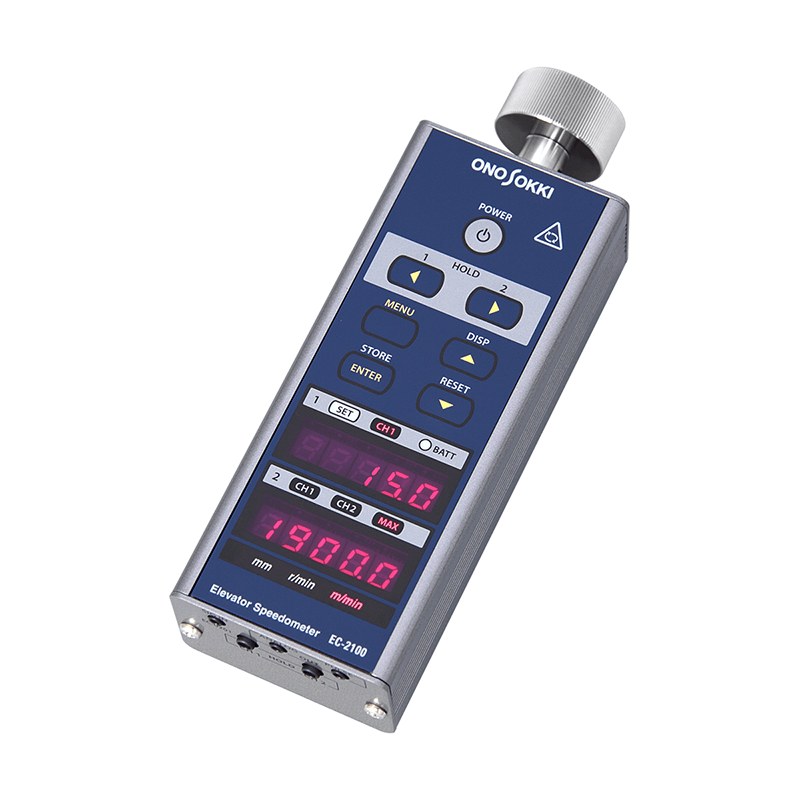 ONOSOKKI
POWER
1 HOLD 2
MENU
DISP
STORE
ENTER
RESET
1 SET CH1 BATT
15.0
2 CH1 CH2 MAX
1900.0
mm r/min m/min
Elevator Speedometer EC-2100
HOLD